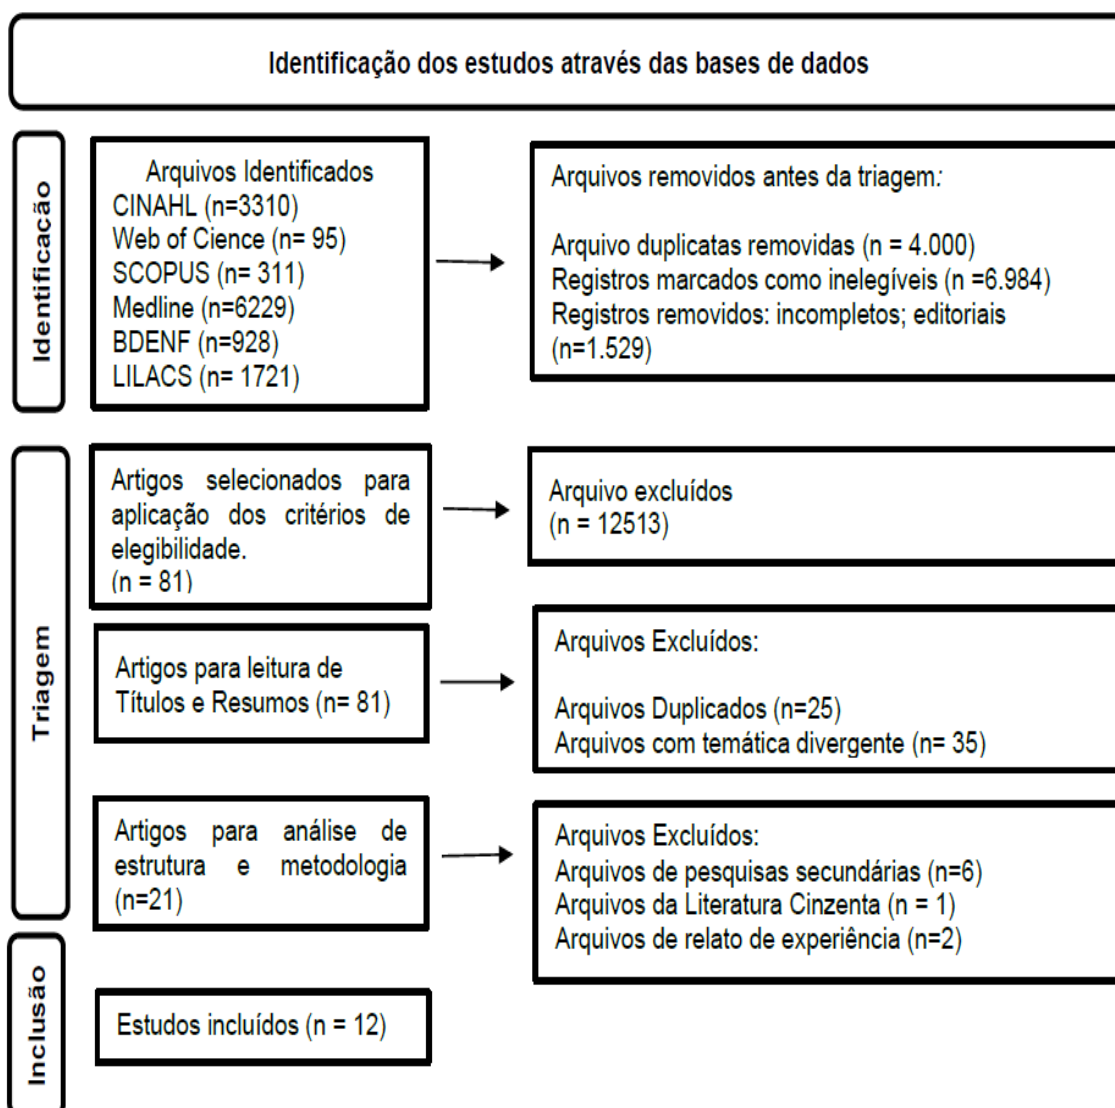 Identificação dos estudos através das bases de dados
Identificação
Arquivos Identificados
CINAHL (n=3310)
Web of Cience (n= 95)
SCOPUS (n= 311)
Medline (n=6229)
BDENF (n=928)
LILACS (n= 1721)
Arquivos removidos antes da triagem:
Arquivo duplicatas removidas (n = 4.000)
Registros marcados como inelegíveis (n =6.984)
Registros removidos: incompletos; editoriais
(n=1.529)
Triagem
Artigos selecionados para
aplicação dos critérios de
elegibilidade.
(n = 81)
Arquivo excluídos
(n = 12513)
Artigos para leitura de
Títulos e Resumos (n= 81)
Arquivos Excluídos:
Arquivos Duplicados (n=25)
Arquivos com temática divergente (n= 35)
Artigos para análise de
estrutura e metodologia
(n=21)
Arquivos Excluídos:
Arquivos de pesquisas secundárias (n=6)
Arquivos da Literatura Cinzenta (n = 1)
Arquivos de relato de experiência (n=2)
Inclusão
Estudos incluídos (n = 12)